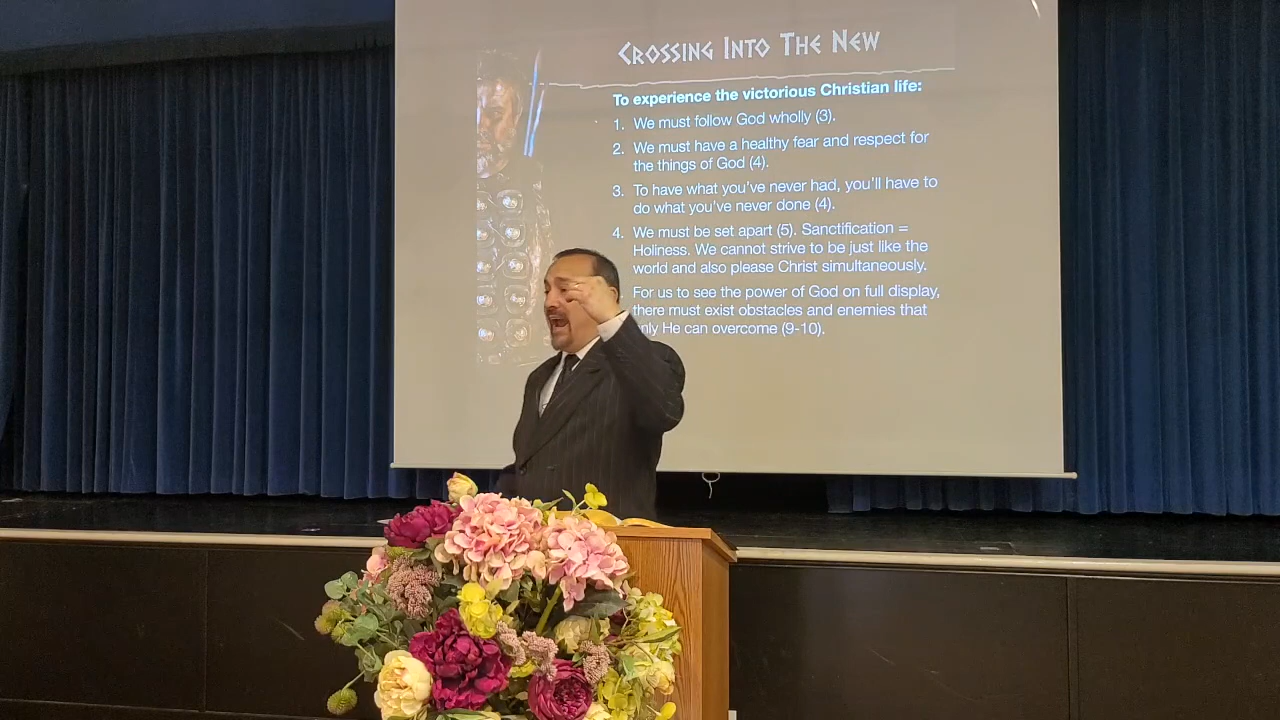 Crossing Into The New
To experience the victorious Christian life:
1. We must follow God wholly (3).
2. We must have a healthy fear and respect for
the things of God (4).
3. To have what you've never had, you'll have to
do what you've never done (4).
4. We must be set apart (5). Sanctification =
Holiness. We cannot strive to be just like the
world and also please Christ simultaneously.
For us to see the power of God on full display,
there must exist obstacles and enemies that
He can overcome (9-10).